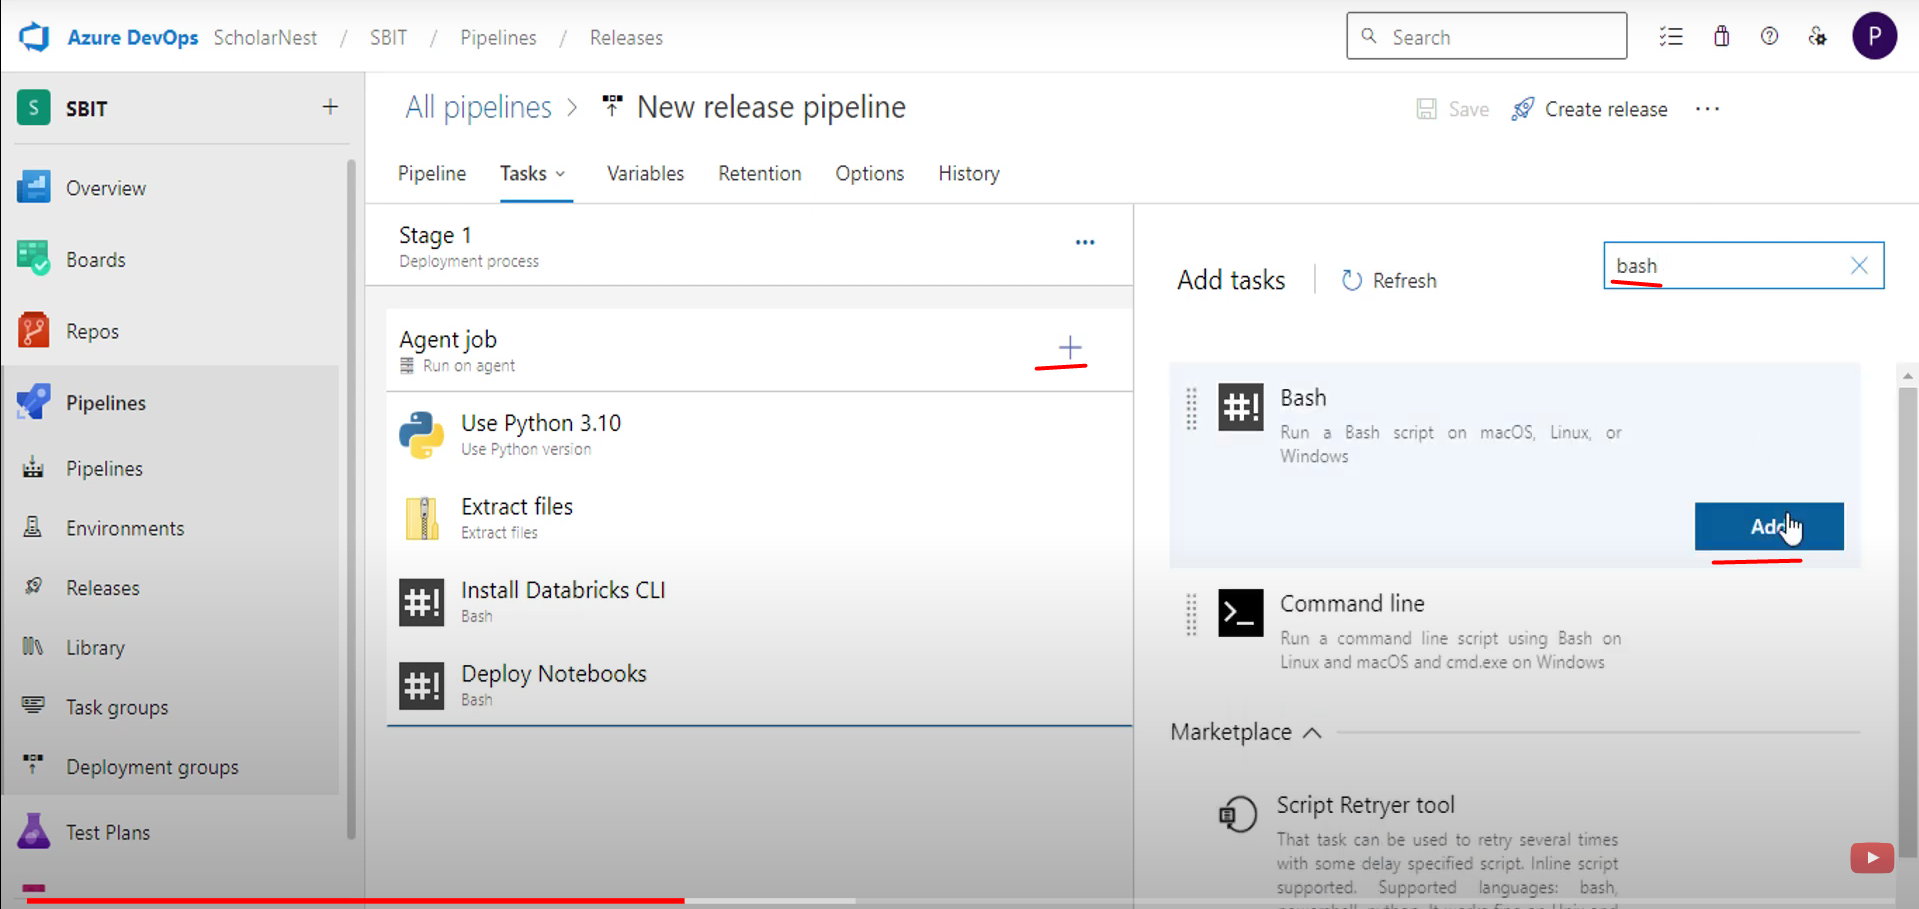 Azure DevOps ScholarNest / SBIT / Pipelines / Releases
Search
P
S SBIT +
Overview
Boards
Repos
Pipelines
Pipelines
Environments
Releases
Library
Task groups
Deployment groups
Test Plans
All pipelines > New release pipeline
Save Create release ...
Pipeline Tasks Variables Retention Options History
Stage 1
Deployment process
...
Agent job
Run on agent
Use Python 3.10
Use Python version
Extract files
Extract files
#! Install Databricks CLI
Bash
#! Deploy Notebooks
Bash
Add tasks Refresh
bash
#! Bash
Run a Bash script on macOS, Linux, or
Windows
Add
Command line
Run a command line script using Bash on
Linux and macOS and cmd.exe on Windows
Marketplace
Script Retryer tool
That task can be used to retry several times
with some delay specified script. Inline script
supported. Supported languages: bash,